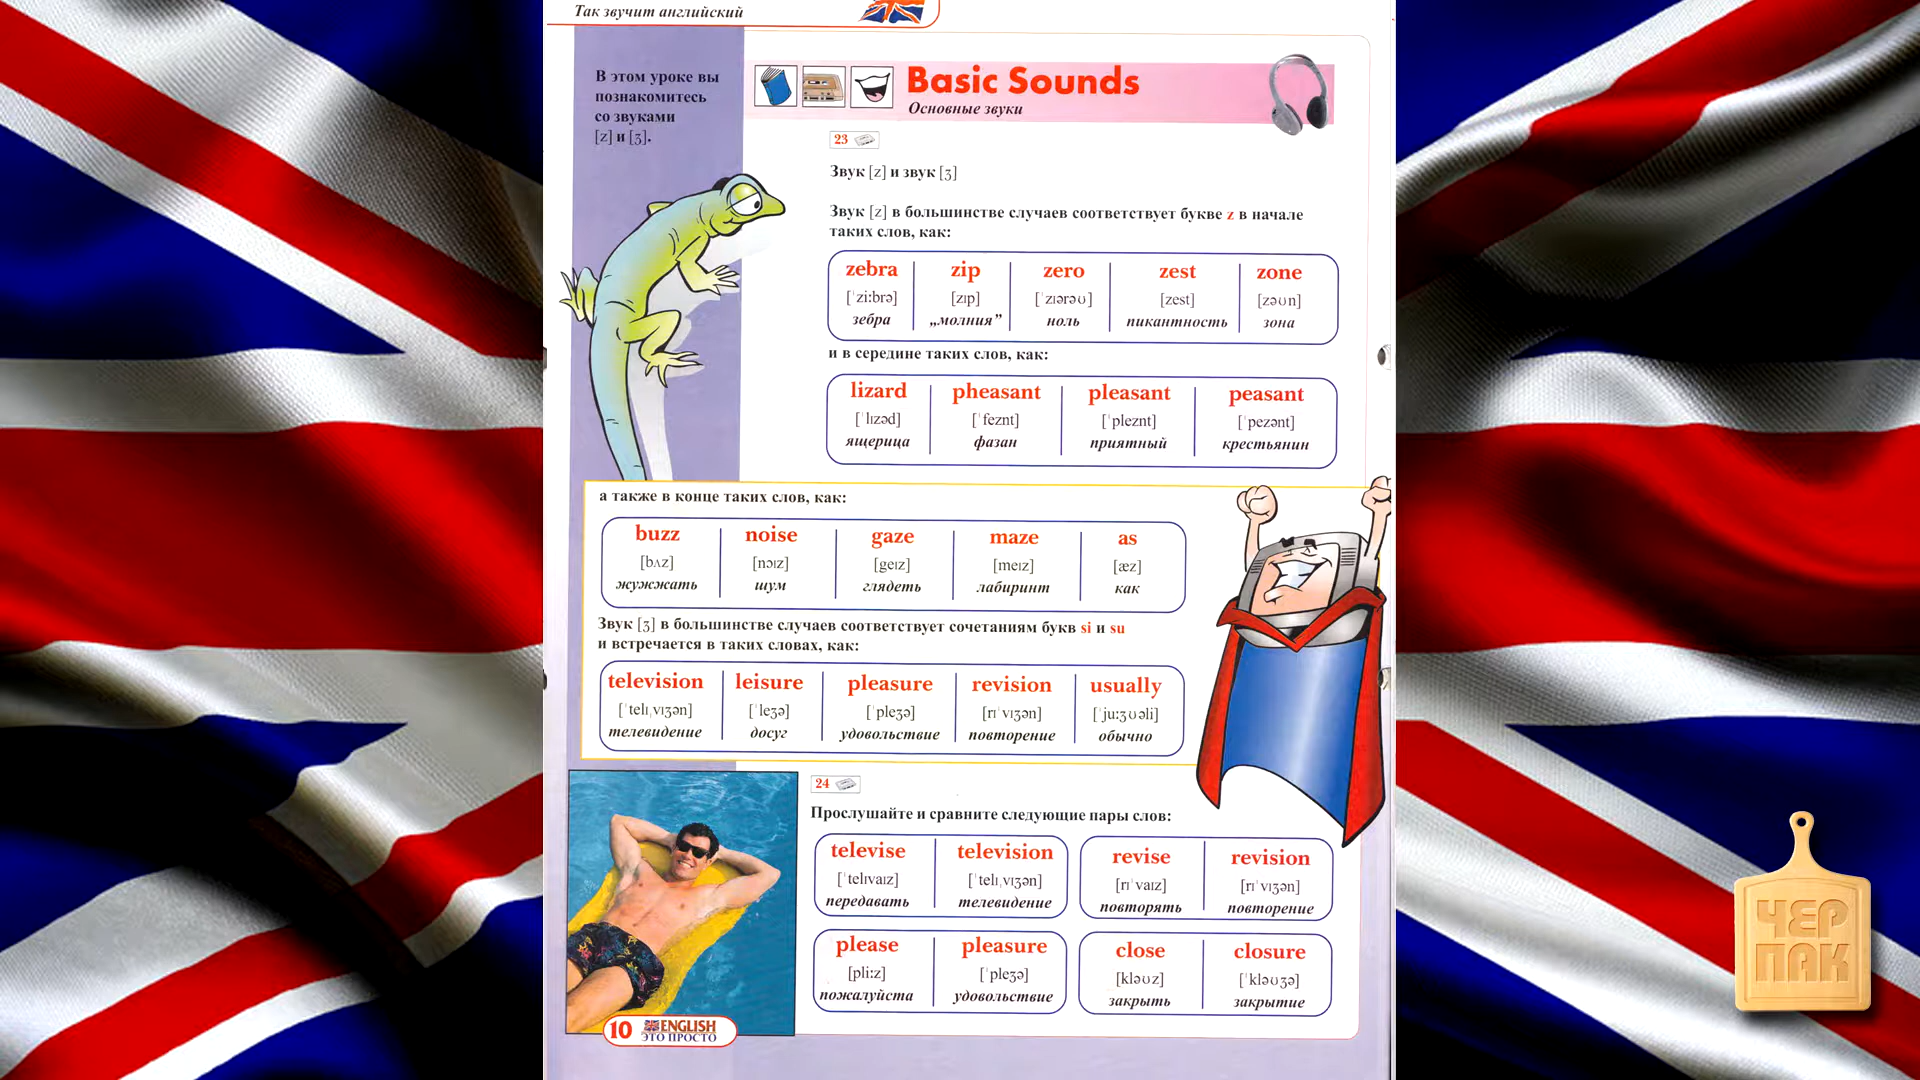 Так звучит английский
В этом уроке вы
познакомитесь
со звуками
[z] и [ʒ].
Basic Sounds
Основные звуки
23
Звук [z] и звук [ʒ]
Звук [z] в большинстве случаев соответствует букве z в начале
таких слов, как:
zebra zip zero zest zone
[ˈzi:brə] [zɪp] [ˈzɪərəʊ] [zest] [zəʊn]
зебра „молния” ноль пикантность зона
и в середине таких слов, как:
lizard pheasant pleasant peasant
[ˈlɪzəd] [ˈfeznt] [ˈpleznt] [ˈpezənt]
ящерица фазан приятный крестьянин
а также в конце таких слов, как:
buzz noise gaze maze as
[bʌz] [nɔɪz] [geɪz] [meɪz] [æz]
жужжать шум глядеть лабиринт как
Звук [ʒ] в большинстве случаев соответствует сочетаниям букв si и su
и встречается в таких словах, как:
television leisure pleasure revision usually
[ˈtelɪˌvɪʒən] [ˈleʒə] [ˈpleʒə] [rɪˈvɪʒən] [ˈju:ʒʊəli]
телевидение досуг удовольствие повторение обычно
24
Прослушайте и сравните следующие пары слов:
televise television revise revision
[ˈtelɪvaɪz] [ˈtelɪˌvɪʒən] [rɪˈvaɪz] [rɪˈvɪʒən]
передавать телевидение повторять повторение
please pleasure close closure
[pli:z] [ˈpleʒə] [kləʊz] [ˈkləʊʒə]
пожалуйста удовольствие закрыть закрытие
10 ENGLISH
ЭТО ПРОСТО
ЧЕР
ПАК